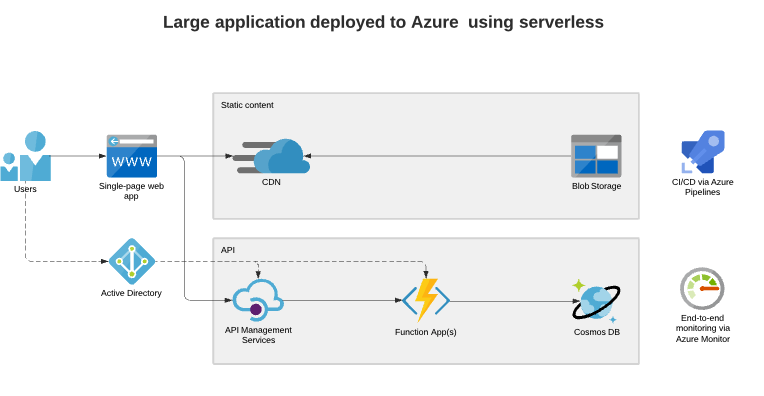 Large application deployed to Azure  using serverless
Static content
WWW
Users
Single-page web
app
CDN
Blob Storage
CI/CD via Azure
Pipelines
API
Active Directory
API Management
Services
Function App(s)
Cosmos DB
End-to-end
monitoring via
Azure Monitor